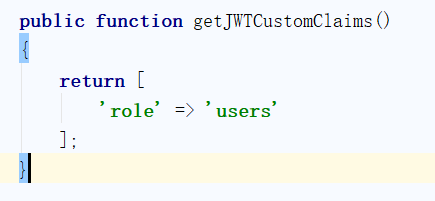 public function getJWTCustomClaims()
{
return [
'role' => 'users'
];
}